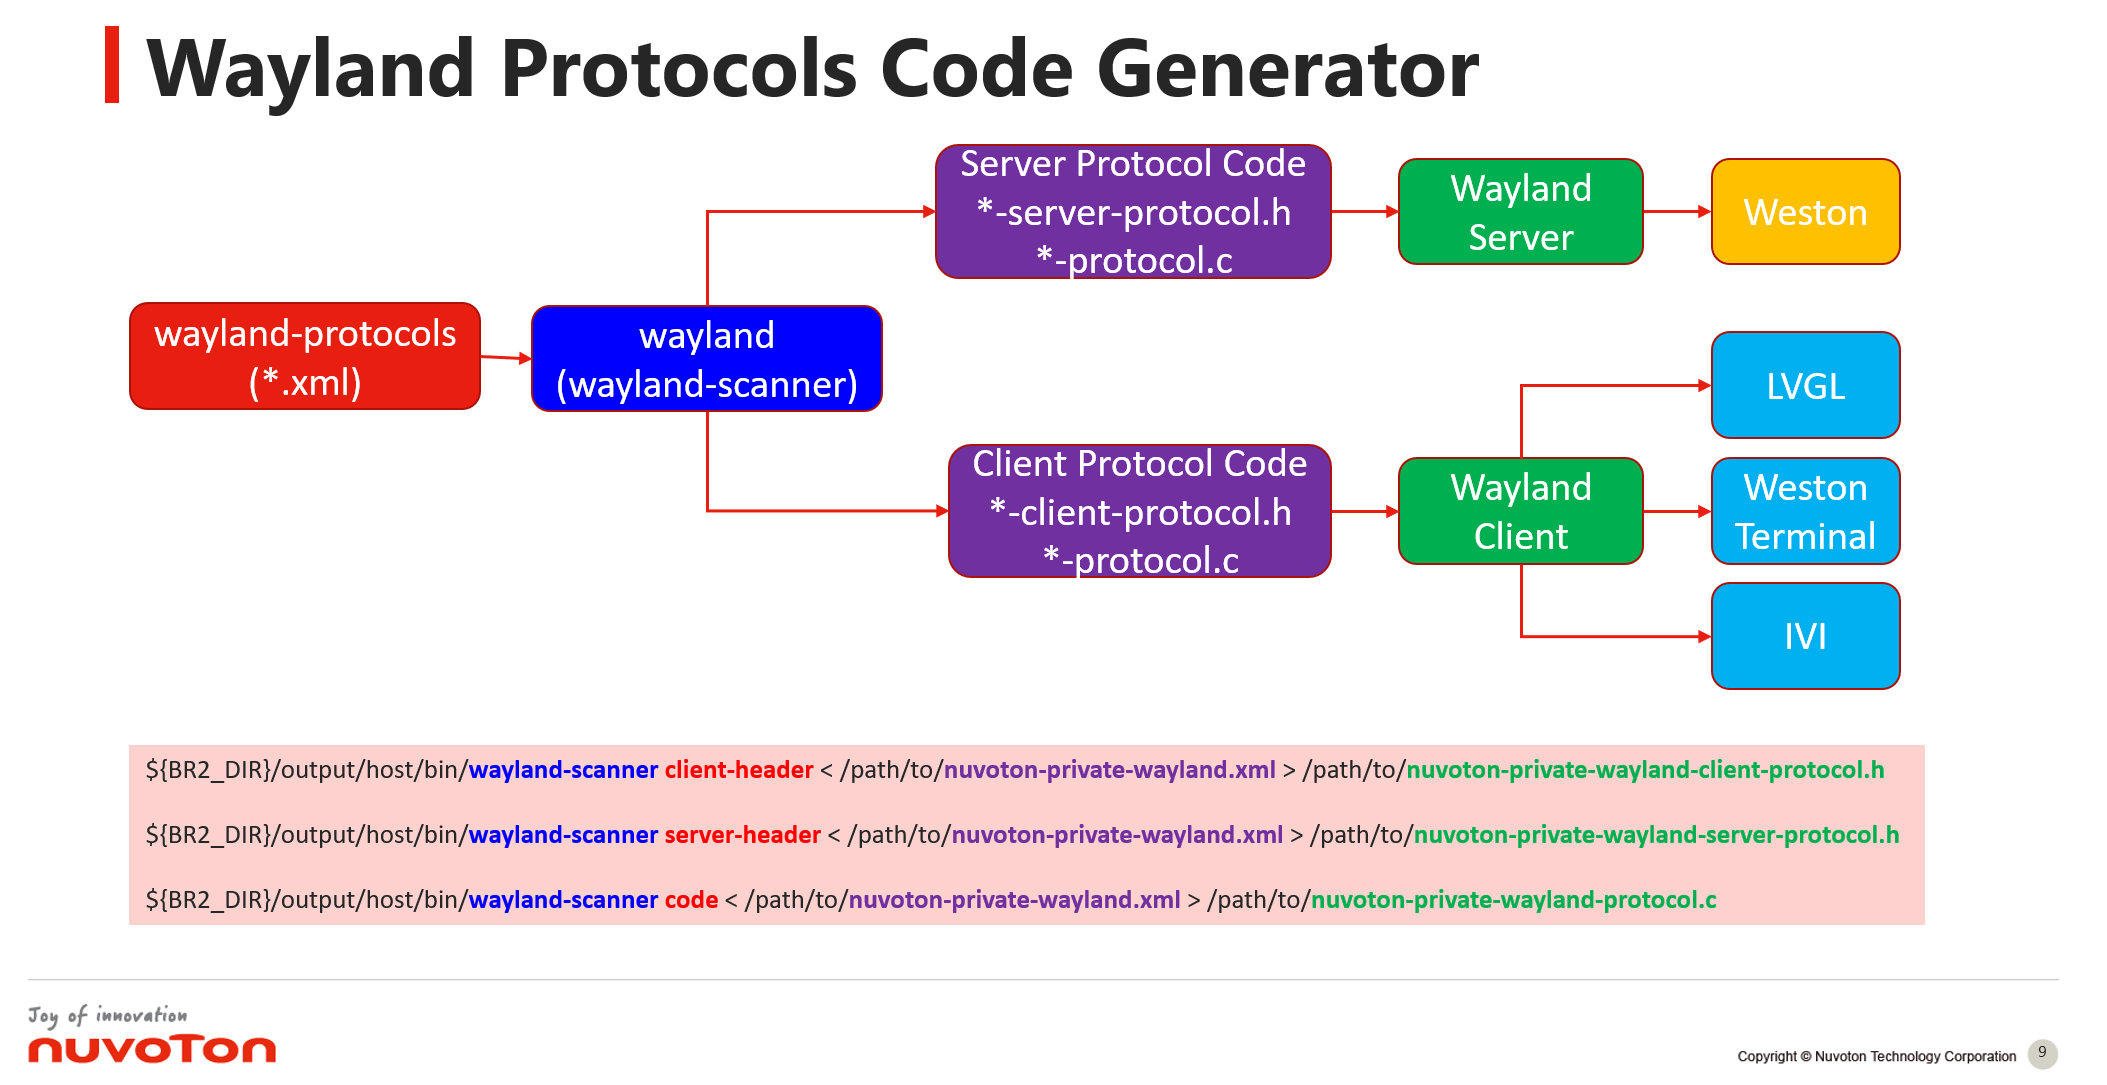 Wayland Protocols Code Generator
wayland-protocols
(*.xml)
wayland
(wayland-scanner)
Server Protocol Code
*-server-protocol.h
*-protocol.c
Wayland
Server
Weston
Client Protocol Code
*-client-protocol.h
*-protocol.c
Wayland
Client
LVGL
Weston
Terminal
IVI
${BR2_DIR}/output/host/bin/wayland-scanner client-header < /path/to/nuvoton-private-wayland.xml > /path/to/nuvoton-private-wayland-client-protocol.h
${BR2_DIR}/output/host/bin/wayland-scanner server-header < /path/to/nuvoton-private-wayland.xml > /path/to/nuvoton-private-wayland-server-protocol.h
${BR2_DIR}/output/host/bin/wayland-scanner code < /path/to/nuvoton-private-wayland.xml > /path/to/nuvoton-private-wayland-protocol.c
Joy of innovation
nuvoTon
Copyright © Nuvoton Technology Corporation
9